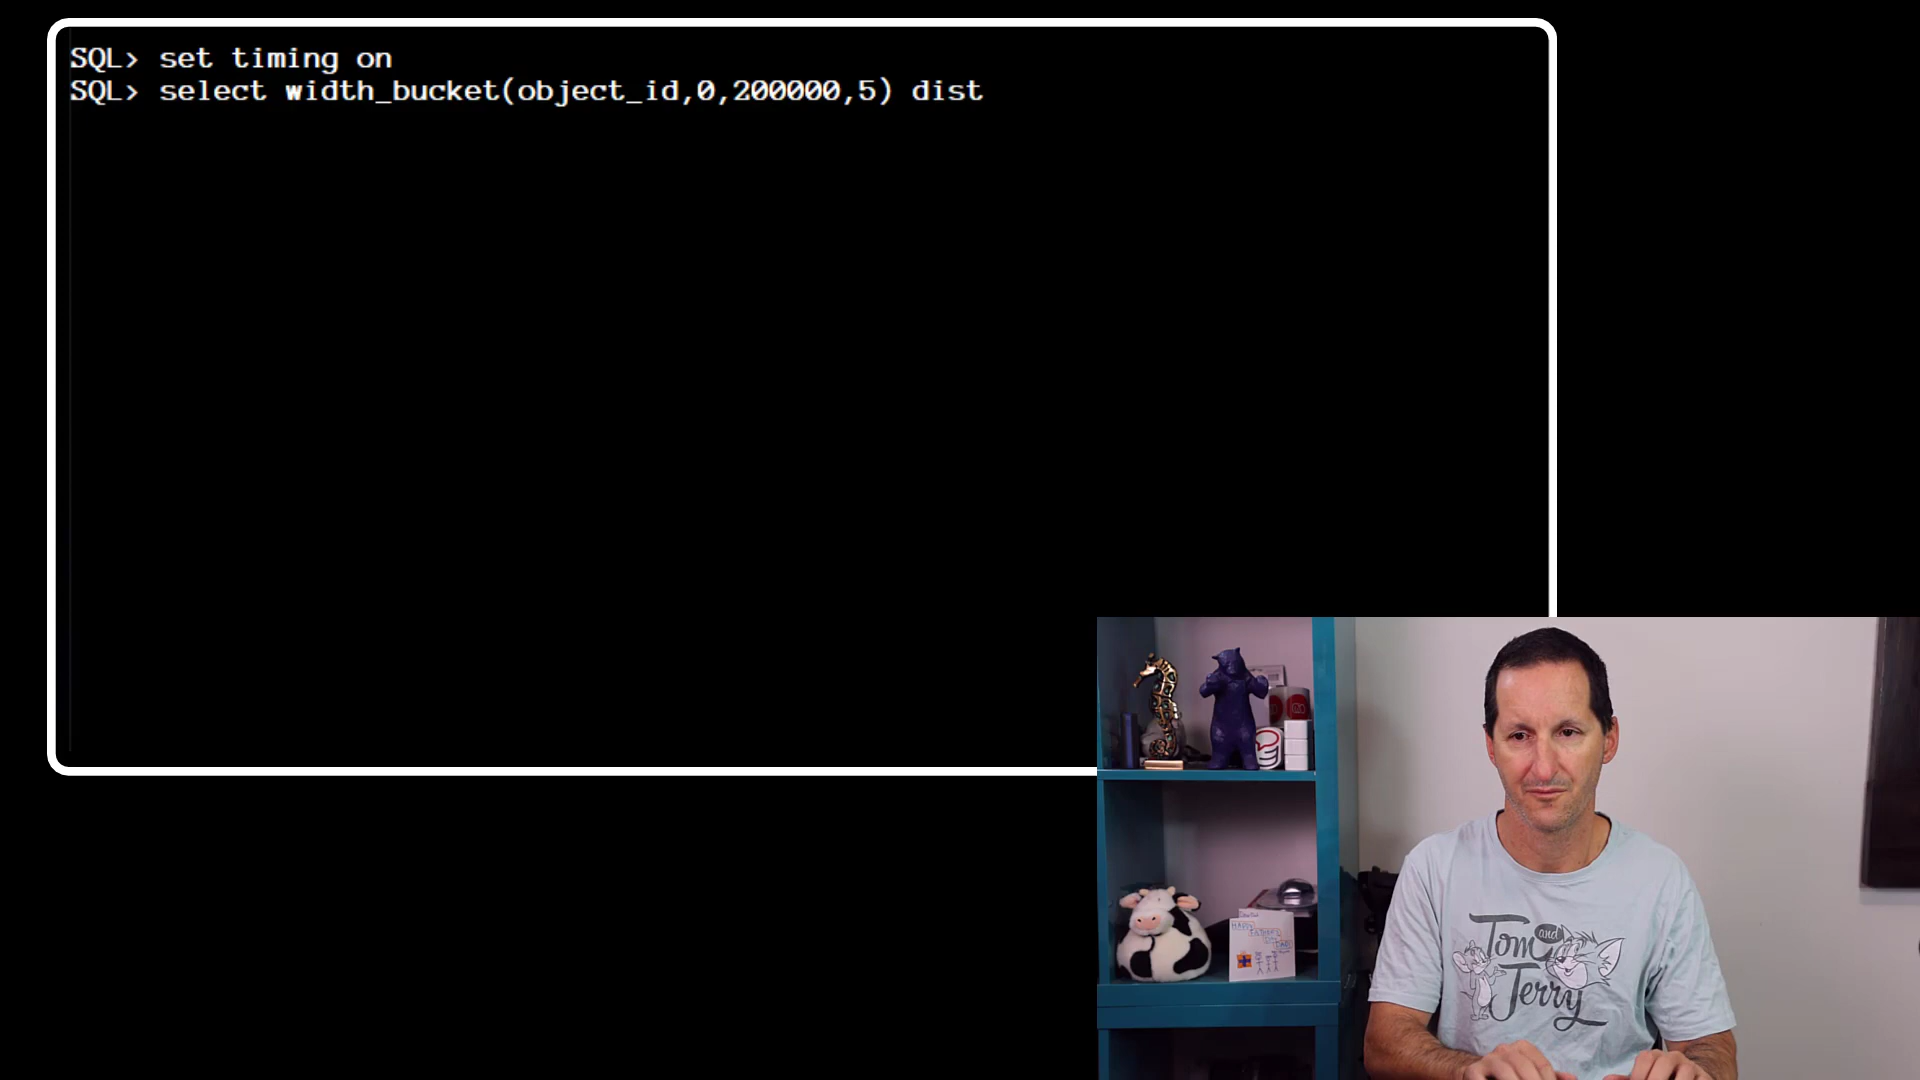 SQL> set timing on
SQL> select width_bucket(object_id,0,200000,5) dist
Tom and
Jerry